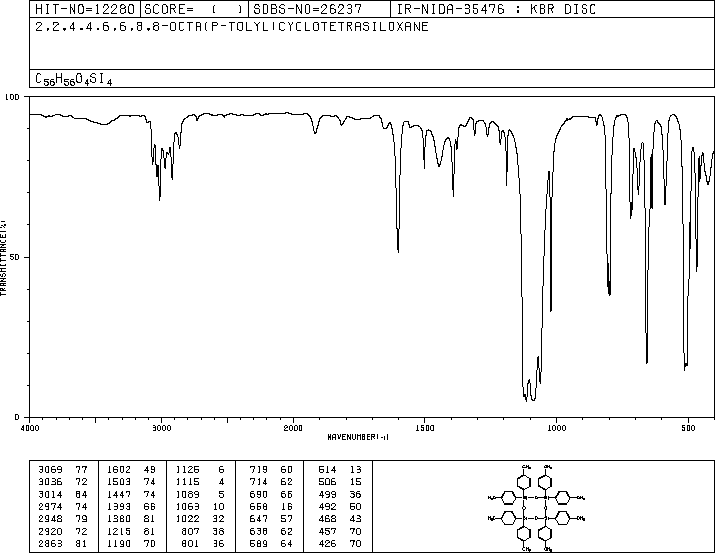 HIT-NO=12280 SCORE= ( ) SDBS-NO=26237 IR-NIDA-35476 : KBR DISC
2,2,4,4,6,6,8,8-OCTA(P-TOLYL)CYCLOTETRASILOXANE
C56H56O4SI4
100
50
0
TRANSMITTANCE(%)
4000 3000 2000 1500 1000 500
WAVENUMBER(-1)
3069 77 1602 49 1126 6 719 60 514 13
3036 72 1503 74 1115 4 714 62 506 15
3014 64 1447 74 1089 5 690 66 499 36
2974 74 1393 66 1063 10 658 16 492 50
2948 79 1380 81 1022 32 647 57 468 43
2920 72 1215 81 807 38 638 62 457 70
2863 81 1190 70 801 36 589 64 426 70